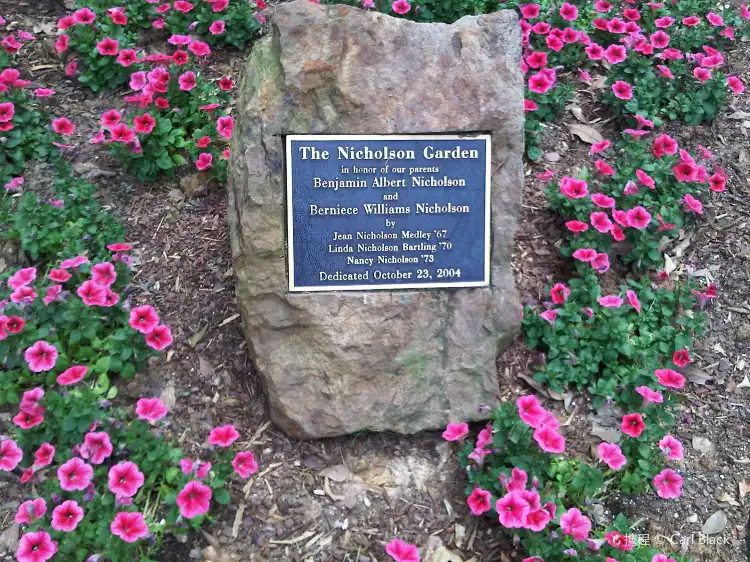 The Nicholson Garden
in honor of our parents
Benjamin Albert Nicholson
and
Berniece Williams Nicholson
by
Jean Nicholson Medley '67
Linda Nicholson Bartling '70
Nancy Nicholson '73
Dedicated October 23, 2004
携程 © Carl Black